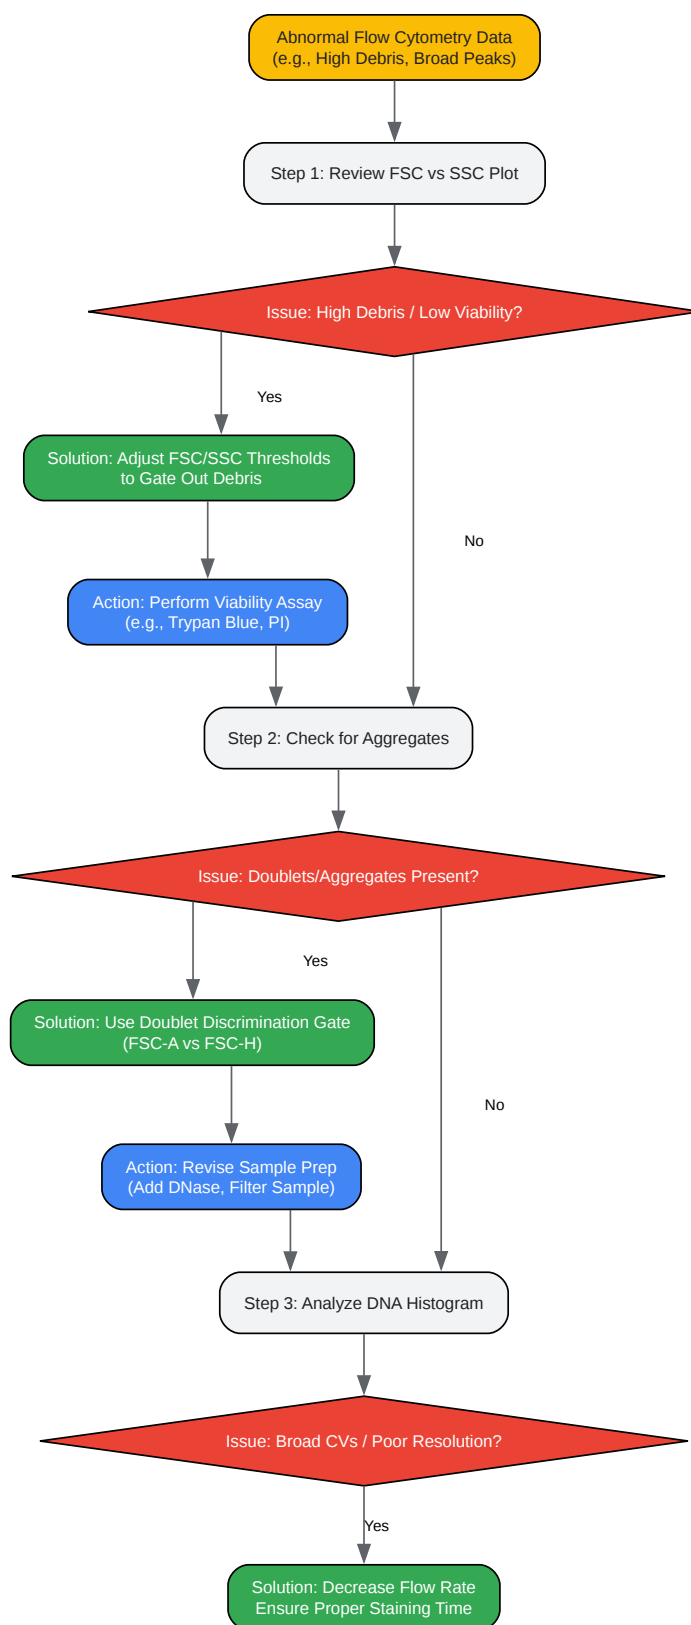 Abnormal Flow Cytometry Data
(e.g., High Debris, Broad Peaks)
Step 1: Review FSC vs SSC Plot
Issue: High Debris / Low Viability?
Yes
Solution: Adjust FSC/SSC Thresholds
to Gate Out Debris
No
Action: Perform Viability Assay
(e.g., Trypan Blue, PI)
Step 2: Check for Aggregates
Issue: Doublets/Aggregates Present?
Yes
Solution: Use Doublet Discrimination Gate
(FSC-A vs FSC-H)
No
Action: Revise Sample Prep
(Add DNase, Filter Sample)
Step 3: Analyze DNA Histogram
Issue: Broad CVs / Poor Resolution?
Yes
Solution: Decrease Flow Rate
Ensure Proper Staining Time